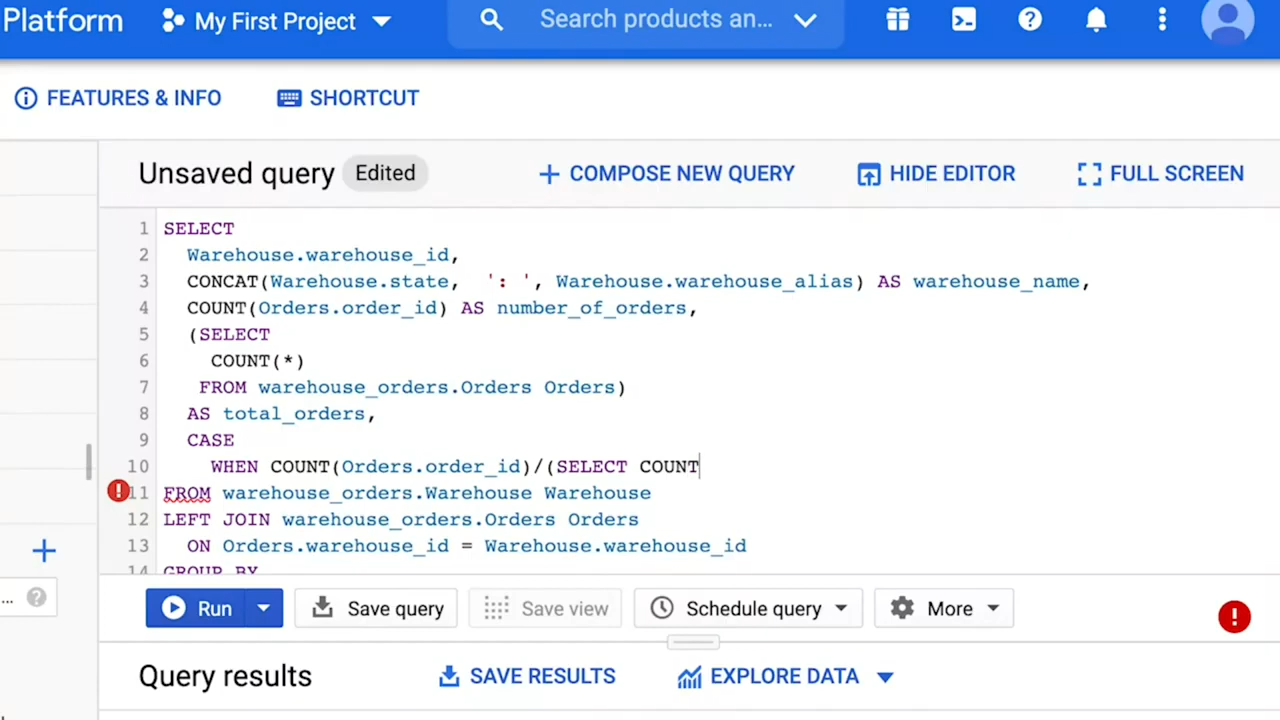 Platform My First Project Search products an...
FEATURES & INFO SHORTCUT
Unsaved query Edited + COMPOSE NEW QUERY HIDE EDITOR FULL SCREEN
1 SELECT
2 Warehouse.warehouse_id,
3 CONCAT(Warehouse.state, ': ', Warehouse.warehouse_alias) AS warehouse_name,
4 COUNT(Orders.order_id) AS number_of_orders,
5 (SELECT
6 COUNT(*)
7 FROM warehouse_orders.Orders Orders)
8 AS total_orders,
9 CASE
10 WHEN COUNT(Orders.order_id)/(SELECT COUNT
11 FROM warehouse_orders.Warehouse Warehouse
12 LEFT JOIN warehouse_orders.Orders Orders
13 ON Orders.warehouse_id = Warehouse.warehouse_id
14 GROUP BY
... ?
Run Save query Save view Schedule query More
Query results SAVE RESULTS EXPLORE DATA